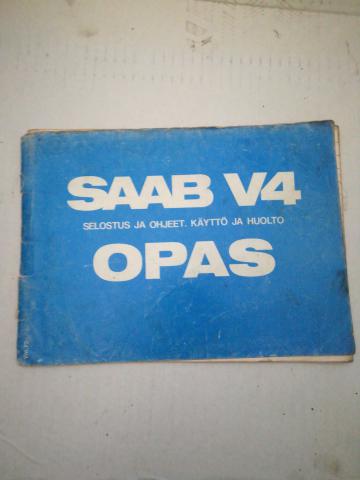 SAAB V4
SELOSTUS JA OHJEET. KÄYTTÖ JA HUOLTO
OPAS